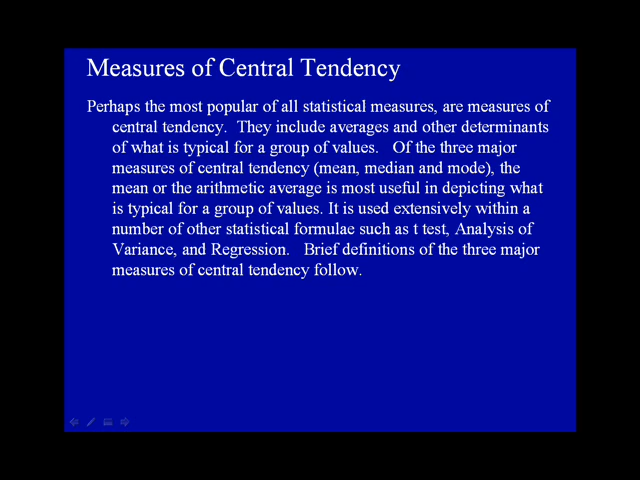 Measures of Central Tendency
Perhaps the most popular of all statistical measures, are measures of
central tendency.  They include averages and other determinants
of what is typical for a group of values.   Of the three major
measures of central tendency (mean, median and mode), the
mean or the arithmetic average is most useful in depicting what
is typical for a group of values. It is used extensively within a
number of other statistical formulae such as t test, Analysis of
Variance, and Regression.   Brief definitions of the three major
measures of central tendency follow.